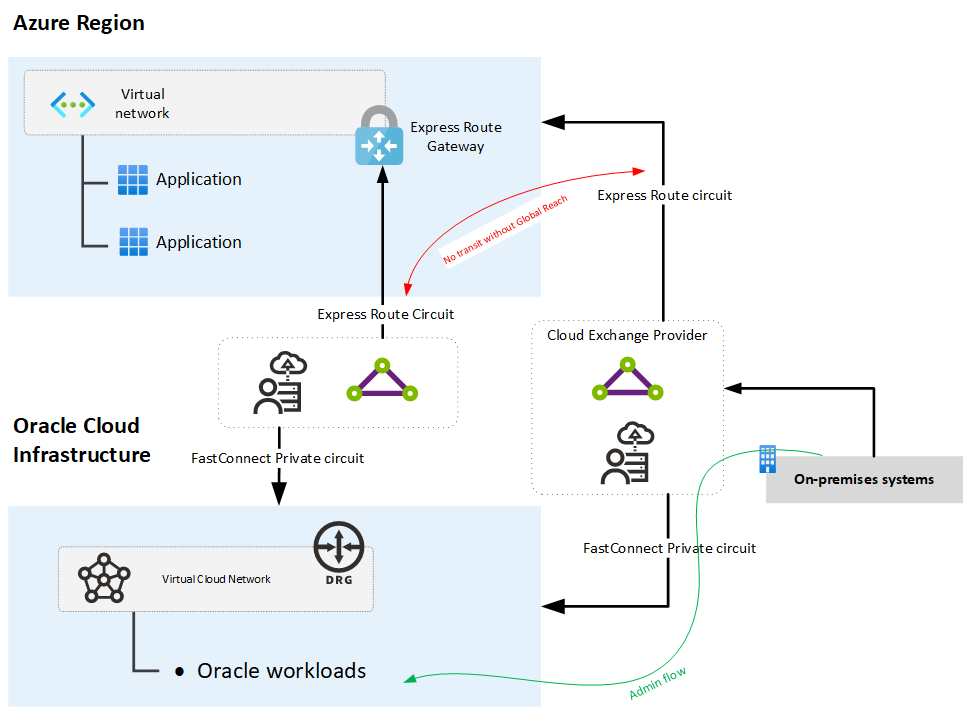 Azure Region
Virtual
network
Express Route
Gateway
Application
Application
Express Route circuit
No transit without Global Reach
Express Route Circuit
Cloud Exchange Provider
Oracle Cloud
Infrastructure
FastConnect Private circuit
On-premises systems
FastConnect Private circuit
Virtual Cloud Network
DRG
• Oracle workloads
Admin flow